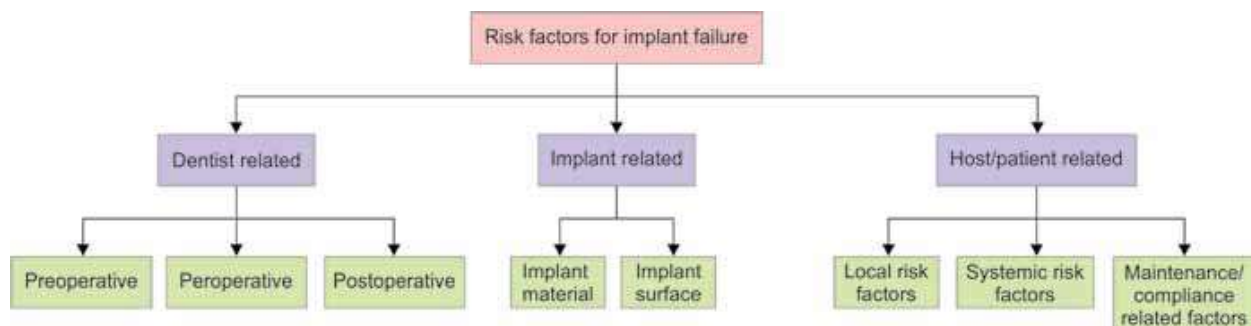 Risk factors for implant failure
Dentist related
Implant related
Host/patient related
Preoperative
Peroperative
Postoperative
Implant
material
Implant
surface
Local risk
factors
Systemic risk
factors
Maintenance/
compliance
related factors